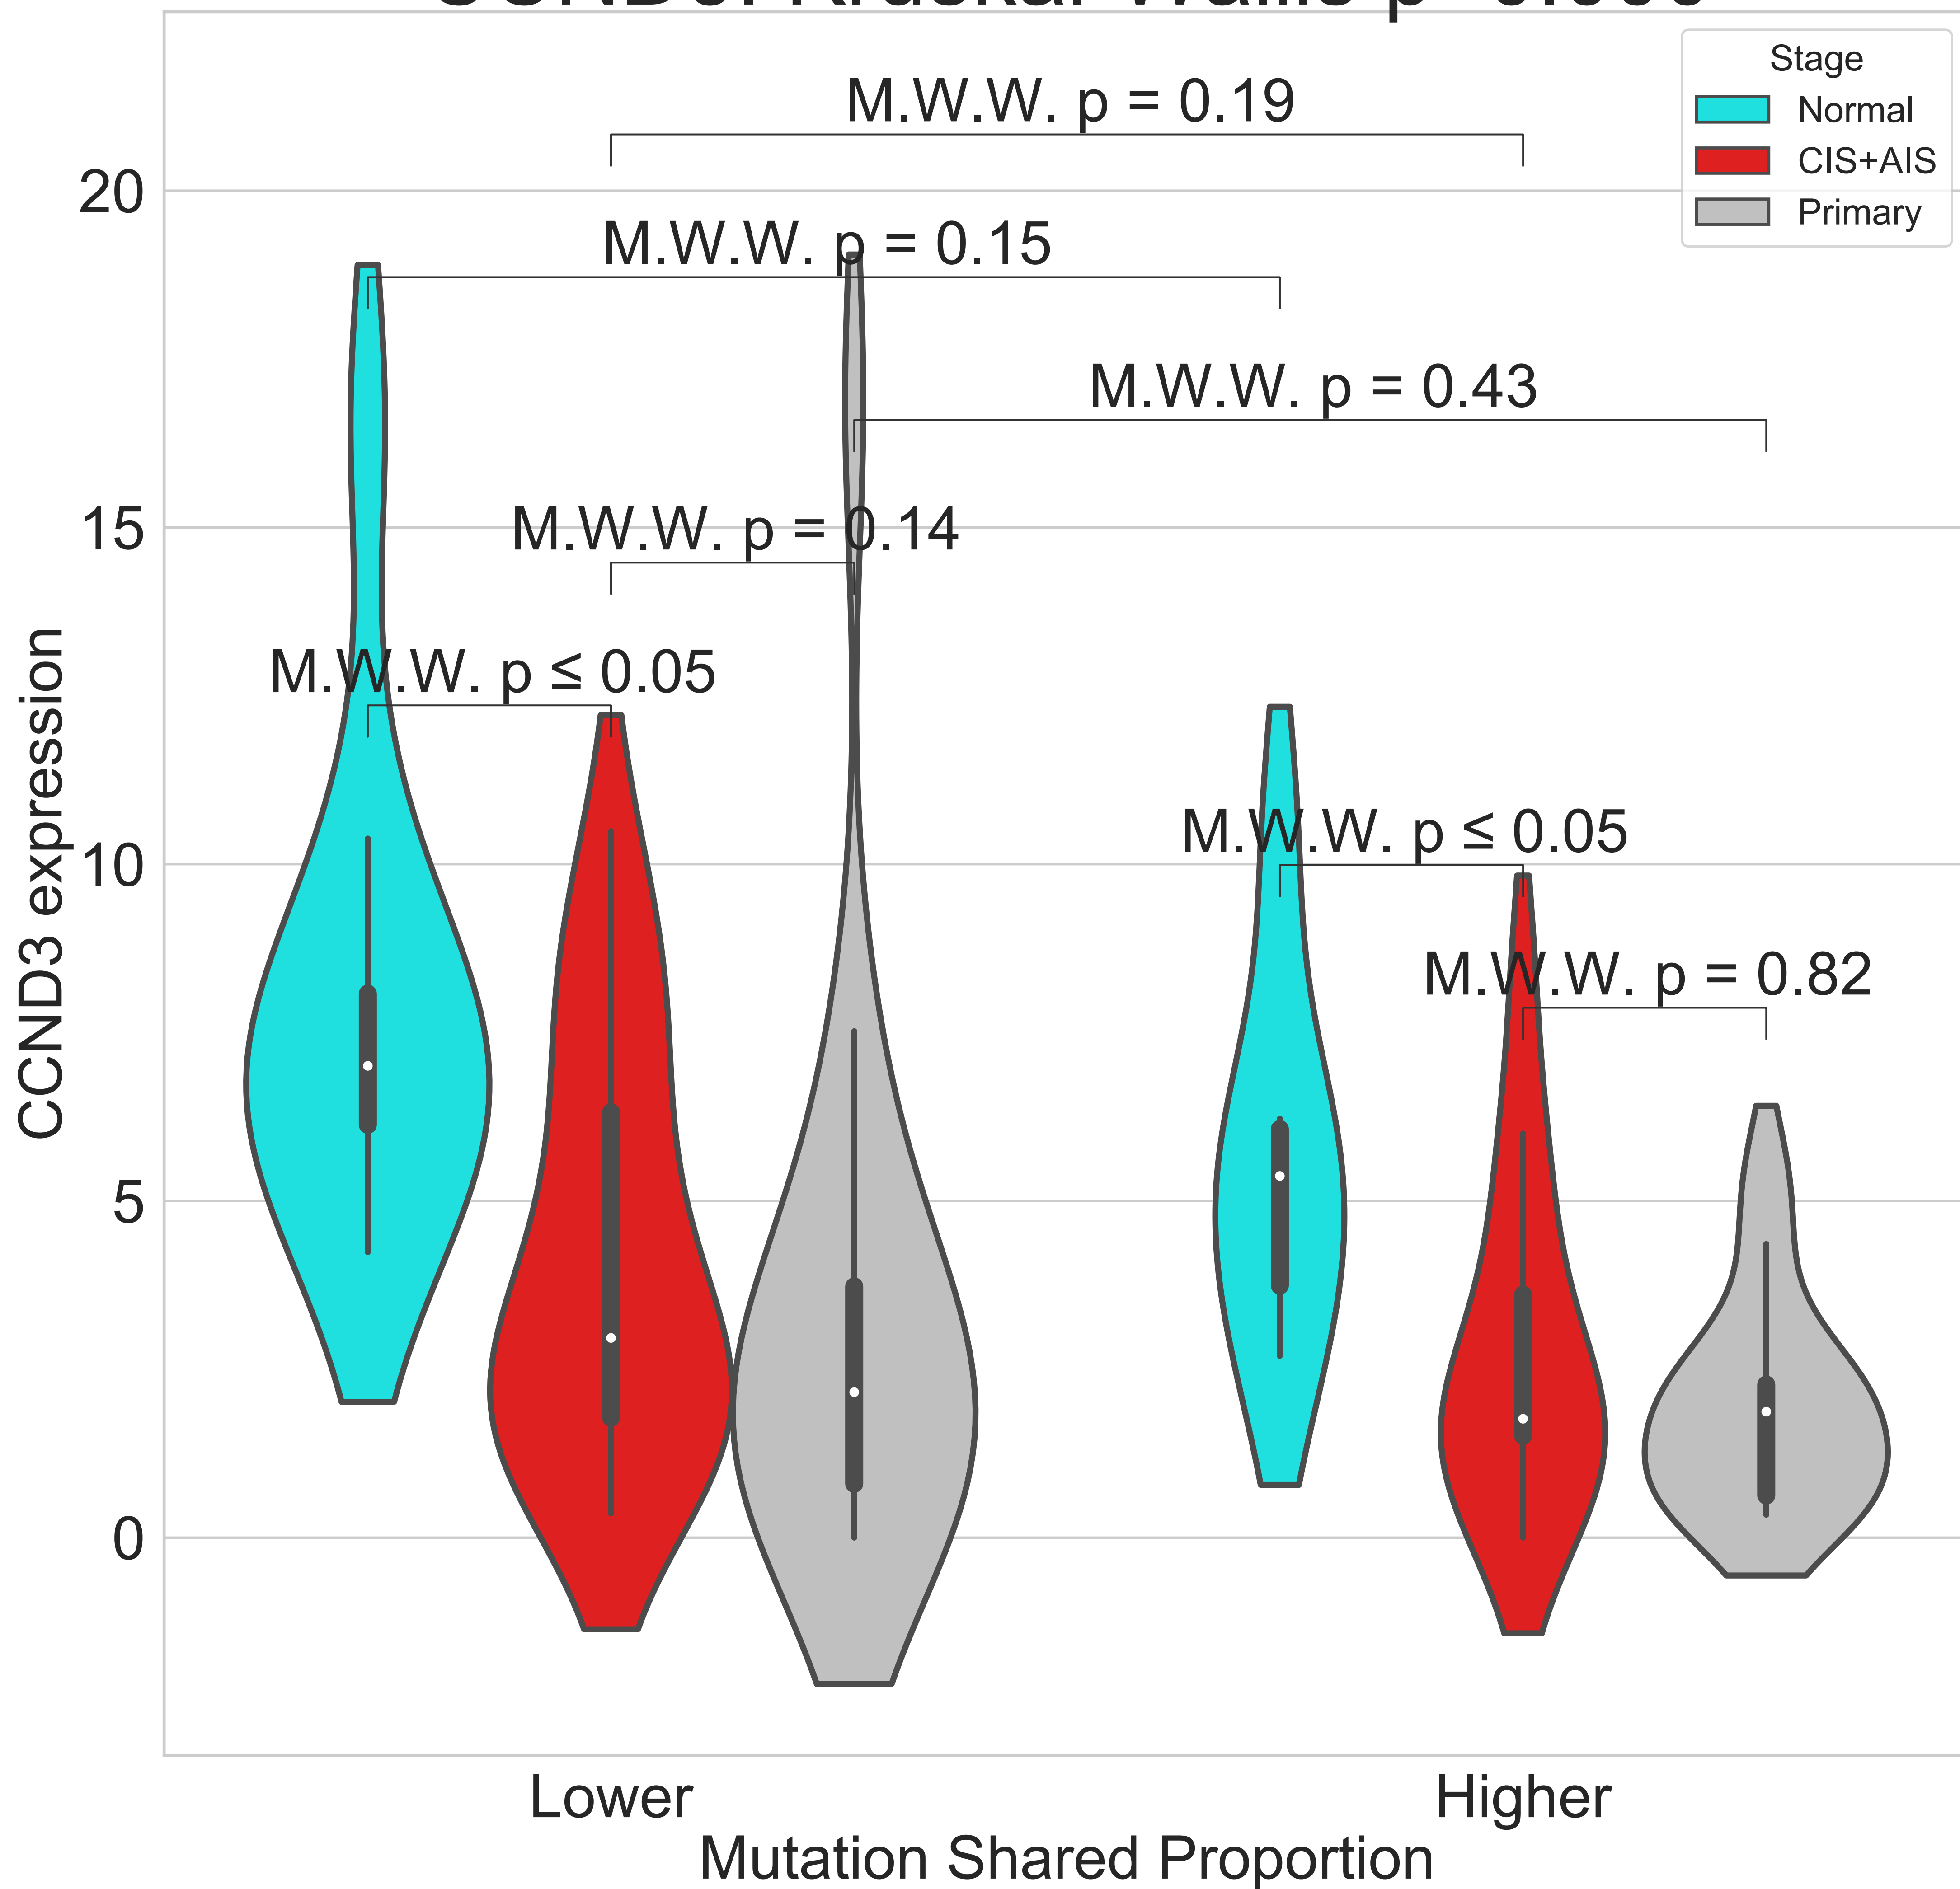 Stage
Normal
CIS+AIS
Primary
M.W.W. p = 0.19
M.W.W. p = 0.15
M.W.W. p = 0.43
M.W.W. p = 0.14
M.W.W. p ≤ 0.05
M.W.W. p ≤ 0.05
M.W.W. p = 0.82
CCND3 expression
20
15
10
5
0
Lower
Higher
Mutation Shared Proportion